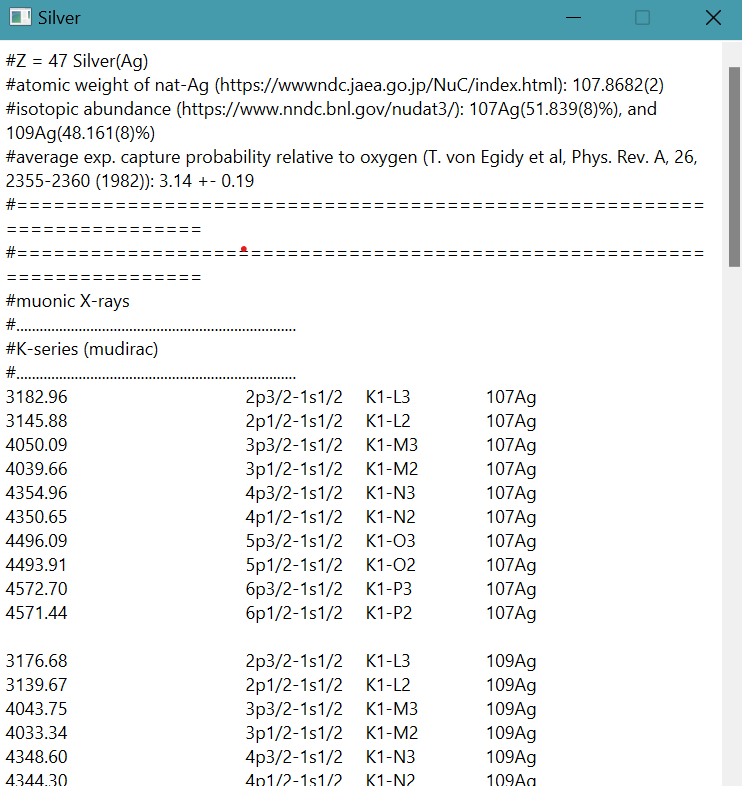 Silver
#Z = 47 Silver(Ag)
#atomic weight of nat-Ag (https://wwwndc.jaea.go.jp/NuC/index.html): 107.8682(2)
#isotopic abundance (https://www.nndc.bnl.gov/nudat3/): 107Ag(51.839(8)%), and
109Ag(48.161(8)%)
#average exp. capture probability relative to oxygen (T. von Egidy et al, Phys. Rev. A, 26,
2355-2360 (1982)): 3.14 +- 0.19
#=======================================================
================
#=======================================================
================
#muonic X-rays
#........................................................................
#K-series (mudirac)
#........................................................................
3182.96 2p3/2-1s1/2 K1-L3 107Ag
3145.88 2p1/2-1s1/2 K1-L2 107Ag
4050.09 3p3/2-1s1/2 K1-M3 107Ag
4039.66 3p1/2-1s1/2 K1-M2 107Ag
4354.96 4p3/2-1s1/2 K1-N3 107Ag
4350.65 4p1/2-1s1/2 K1-N2 107Ag
4496.09 5p3/2-1s1/2 K1-O3 107Ag
4493.91 5p1/2-1s1/2 K1-O2 107Ag
4572.70 6p3/2-1s1/2 K1-P3 107Ag
4571.44 6p1/2-1s1/2 K1-P2 107Ag
3176.68 2p3/2-1s1/2 K1-L3 109Ag
3139.67 2p1/2-1s1/2 K1-L2 109Ag
4043.75 3p3/2-1s1/2 K1-M3 109Ag
4033.34 3p1/2-1s1/2 K1-M2 109Ag
4348.60 4p3/2-1s1/2 K1-N3 109Ag
4344.30 4p1/2-1s1/2 K1-N2 109Ag